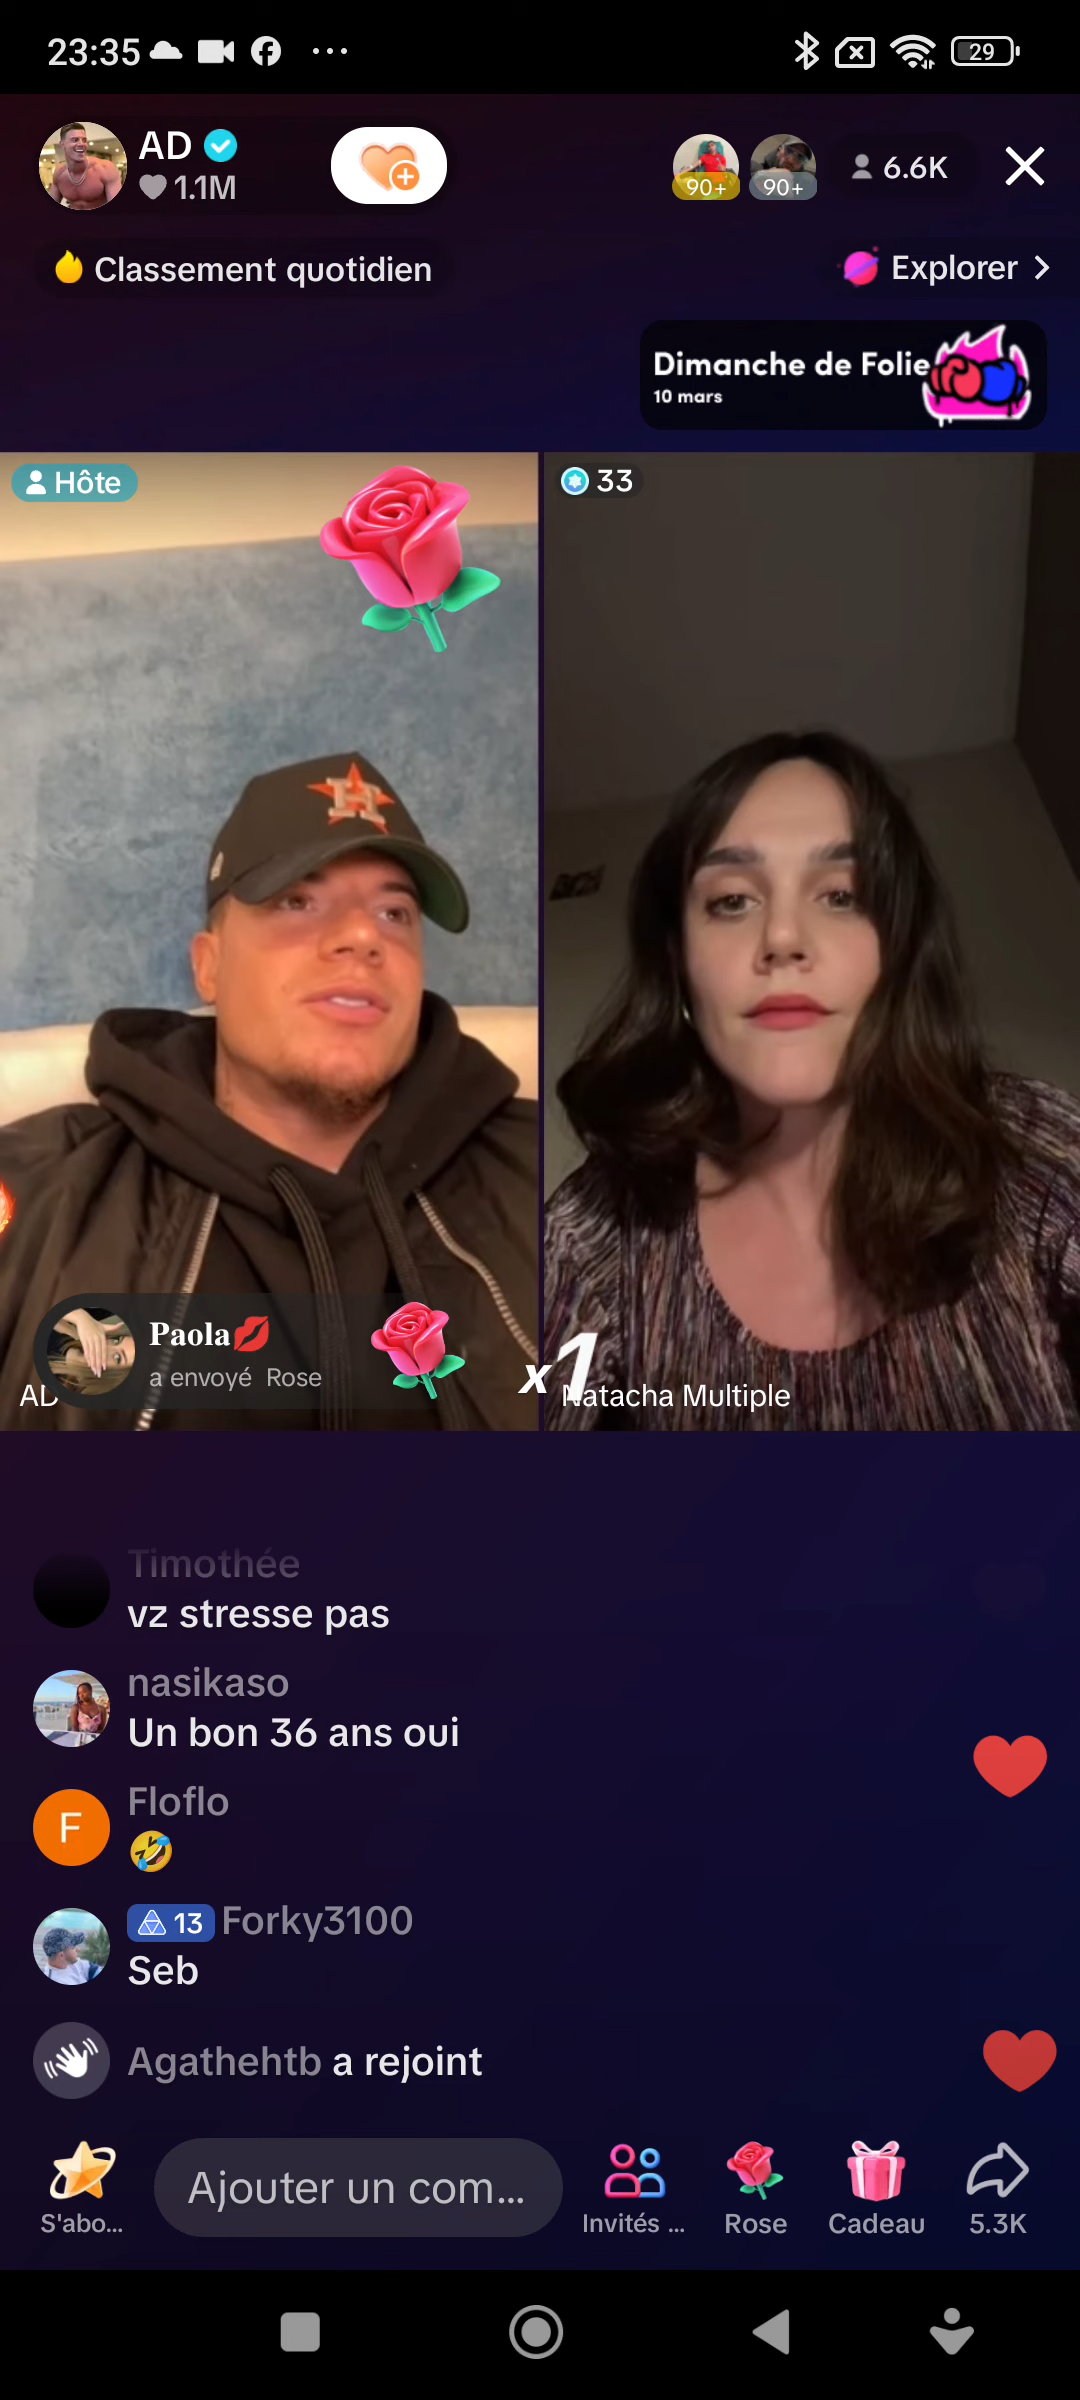 23:35
29
AD
1.1M
90+
90+
6.6K
Classement quotidien
Explorer
Dimanche de Folie
10 mars
Hôte
33
H
Paola💋
a envoyé Rose
x1
AD
Natacha Multiple
Timothée
vz stresse pas
nasikaso
Un bon 36 ans oui
F
Floflo
🤣
13 Forky3100
Seb
Agathehtb a rejoint
S'abo...
Ajouter un com...
Invités ...
Rose
Cadeau
5.3K